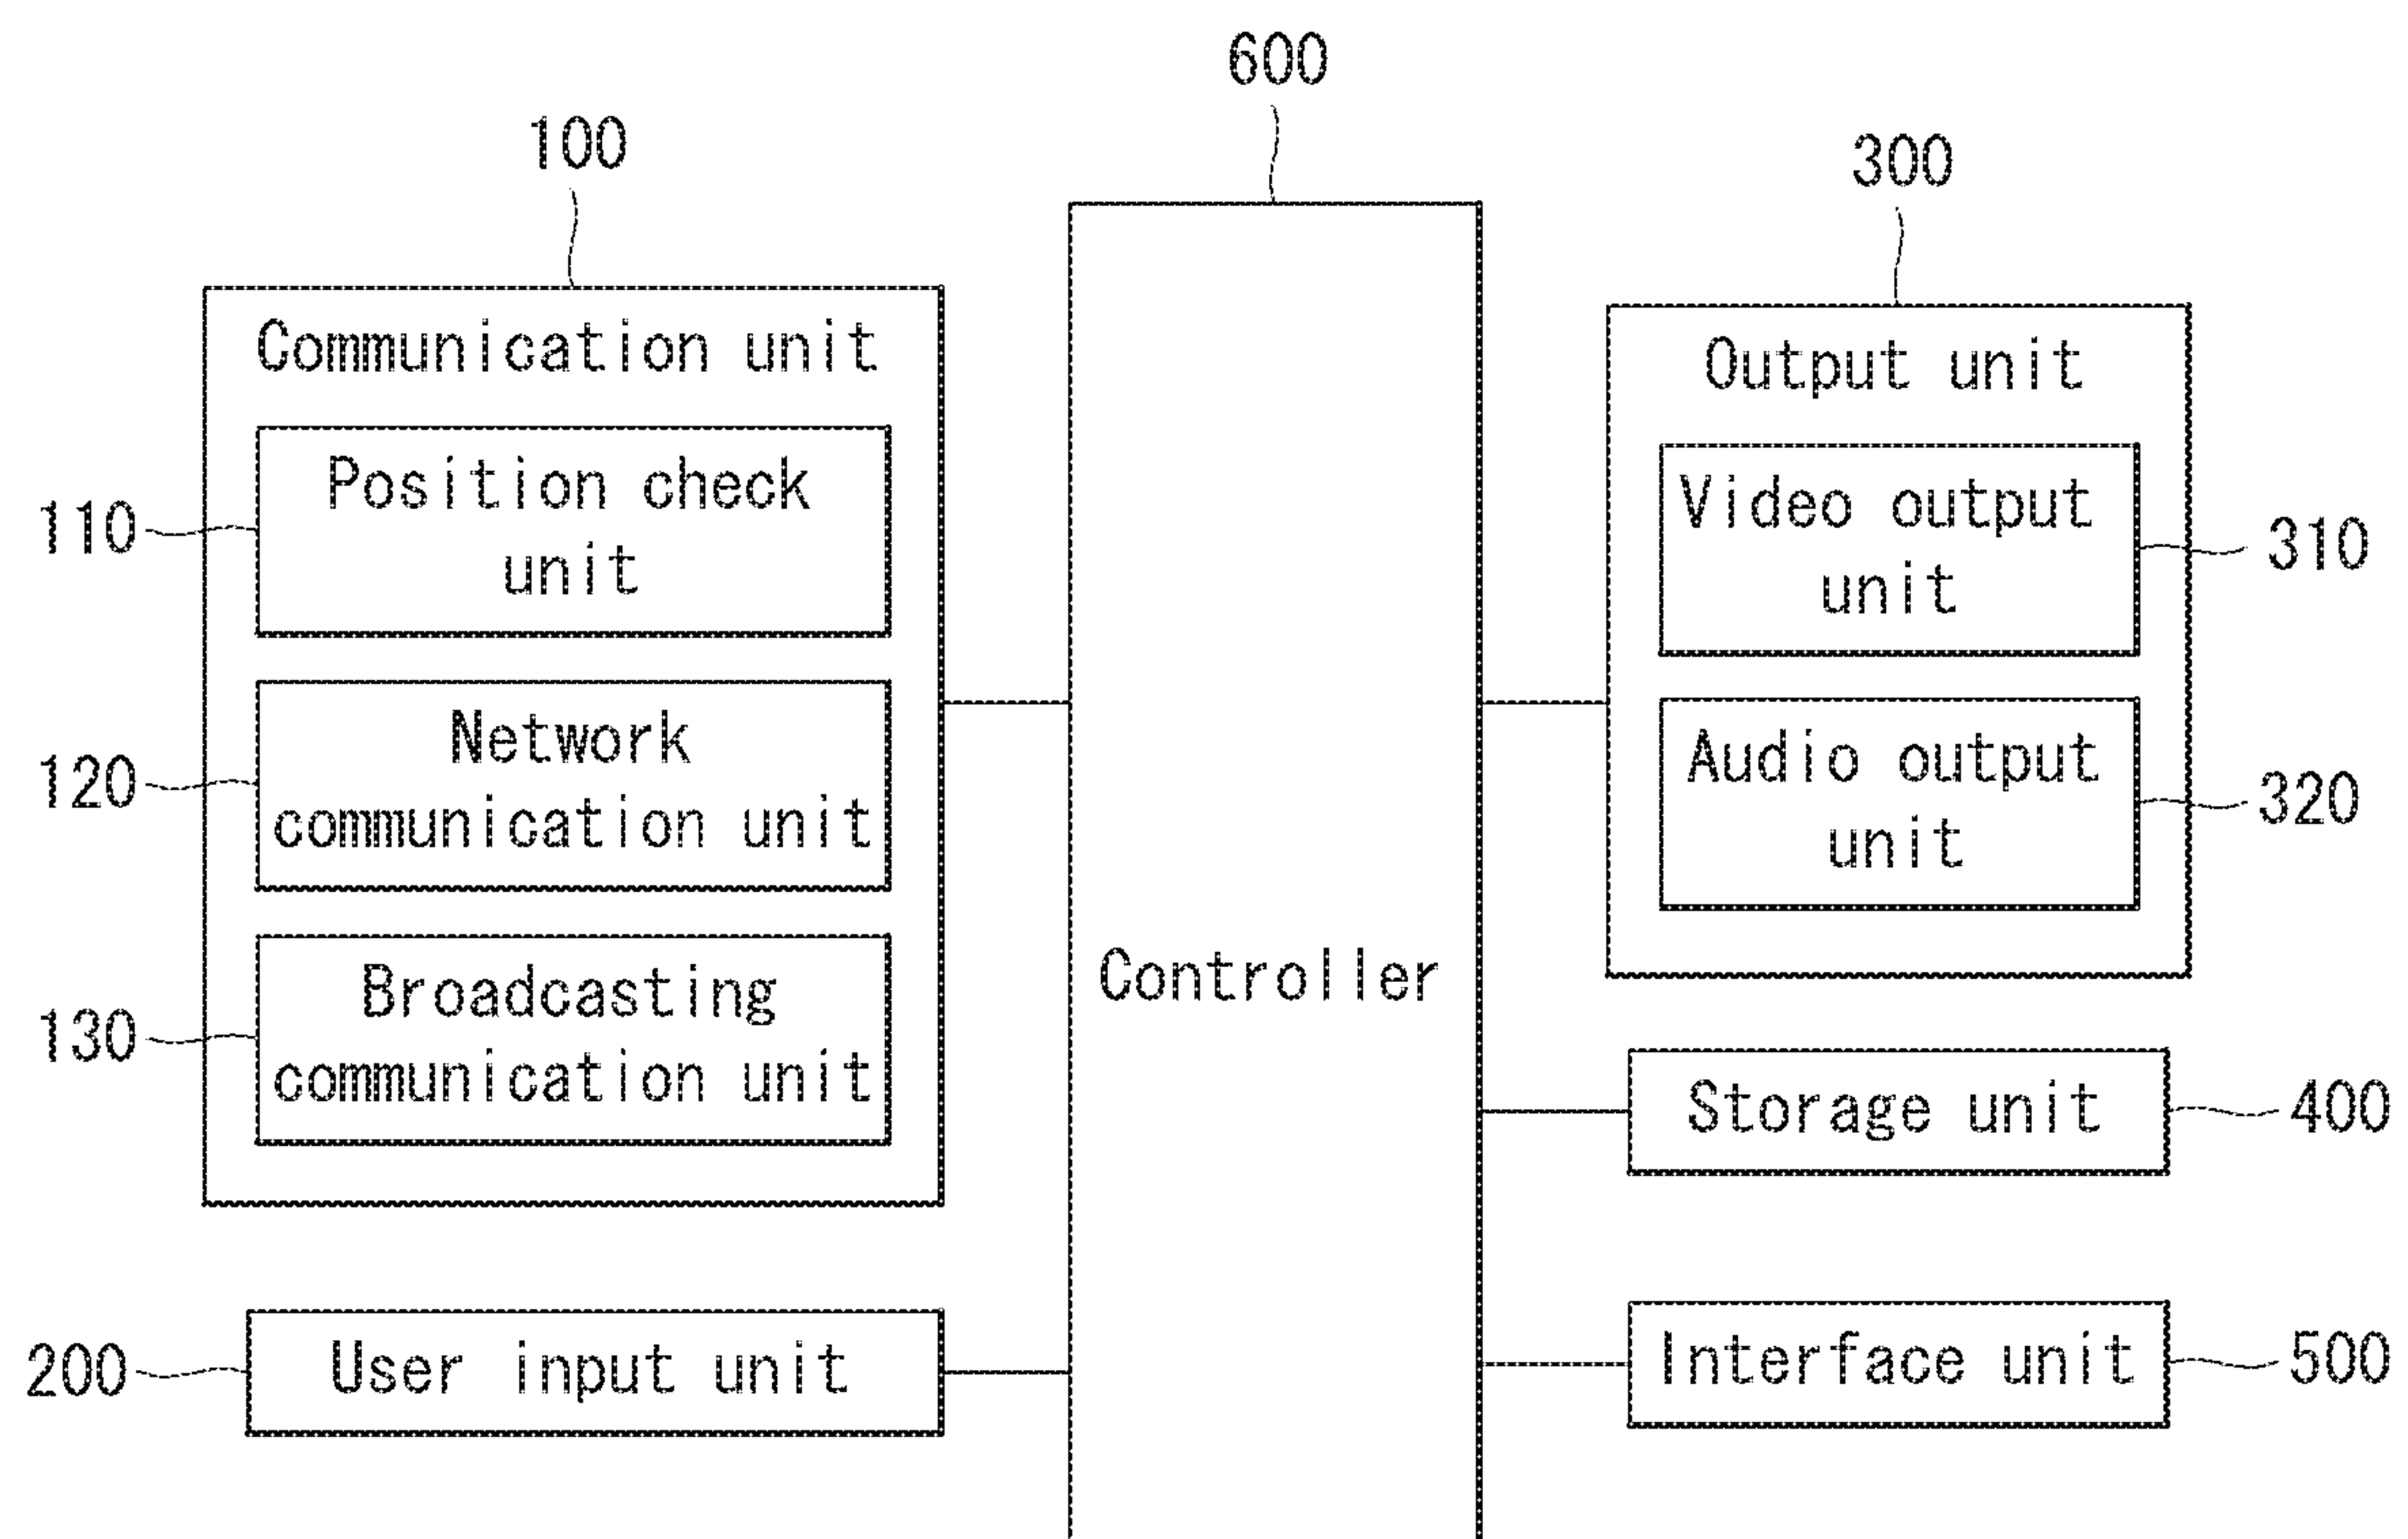 600
100
300
Communication unit
Output unit
Position check
unit
110
Video output
unit
310
Network
communication unit
120
Audio output
unit
320
Controller
Broadcasting
communication unit
130
Storage unit
400
User input unit
200
Interface unit
500